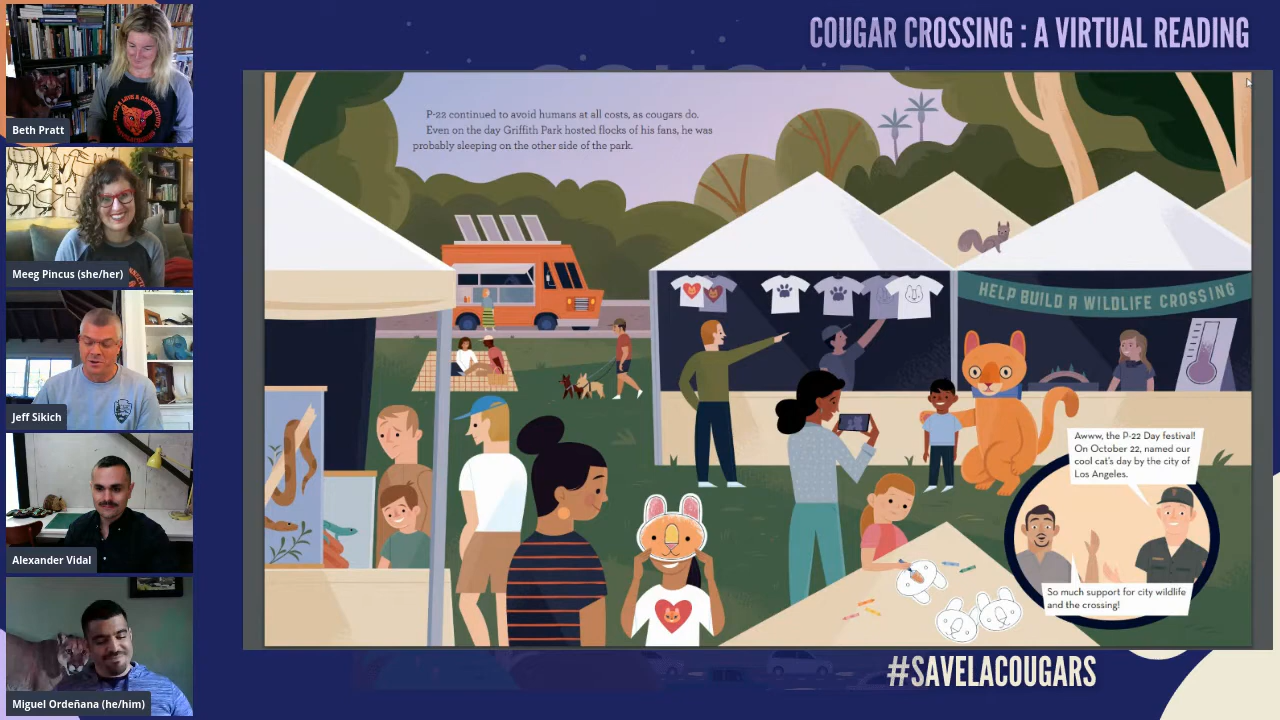 COUGAR CROSSING : A VIRTUAL READING
Beth Pratt
Meeg Pincus (she/her)
Jeff Sikich
Alexander Vidal
Miguel Ordeñana (he/him)
P-22 continued to avoid humans at all costs, as cougars do.
Even on the day Griffith Park hosted flocks of his fans, he was
probably sleeping on the other side of the park.
HELP BUILD A WILDLIFE CROSSING
Awww, the P-22 Day festival!
On October 22, named our
cool cat's day by the city of
Los Angeles.
So much support for city wildlife
and the crossing!
#SAVELACOUGARS